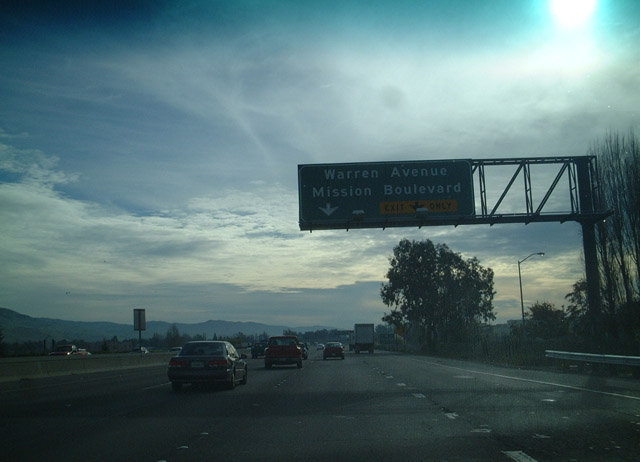 Warren Avenue
Mission Boulevard
EXIT ONLY